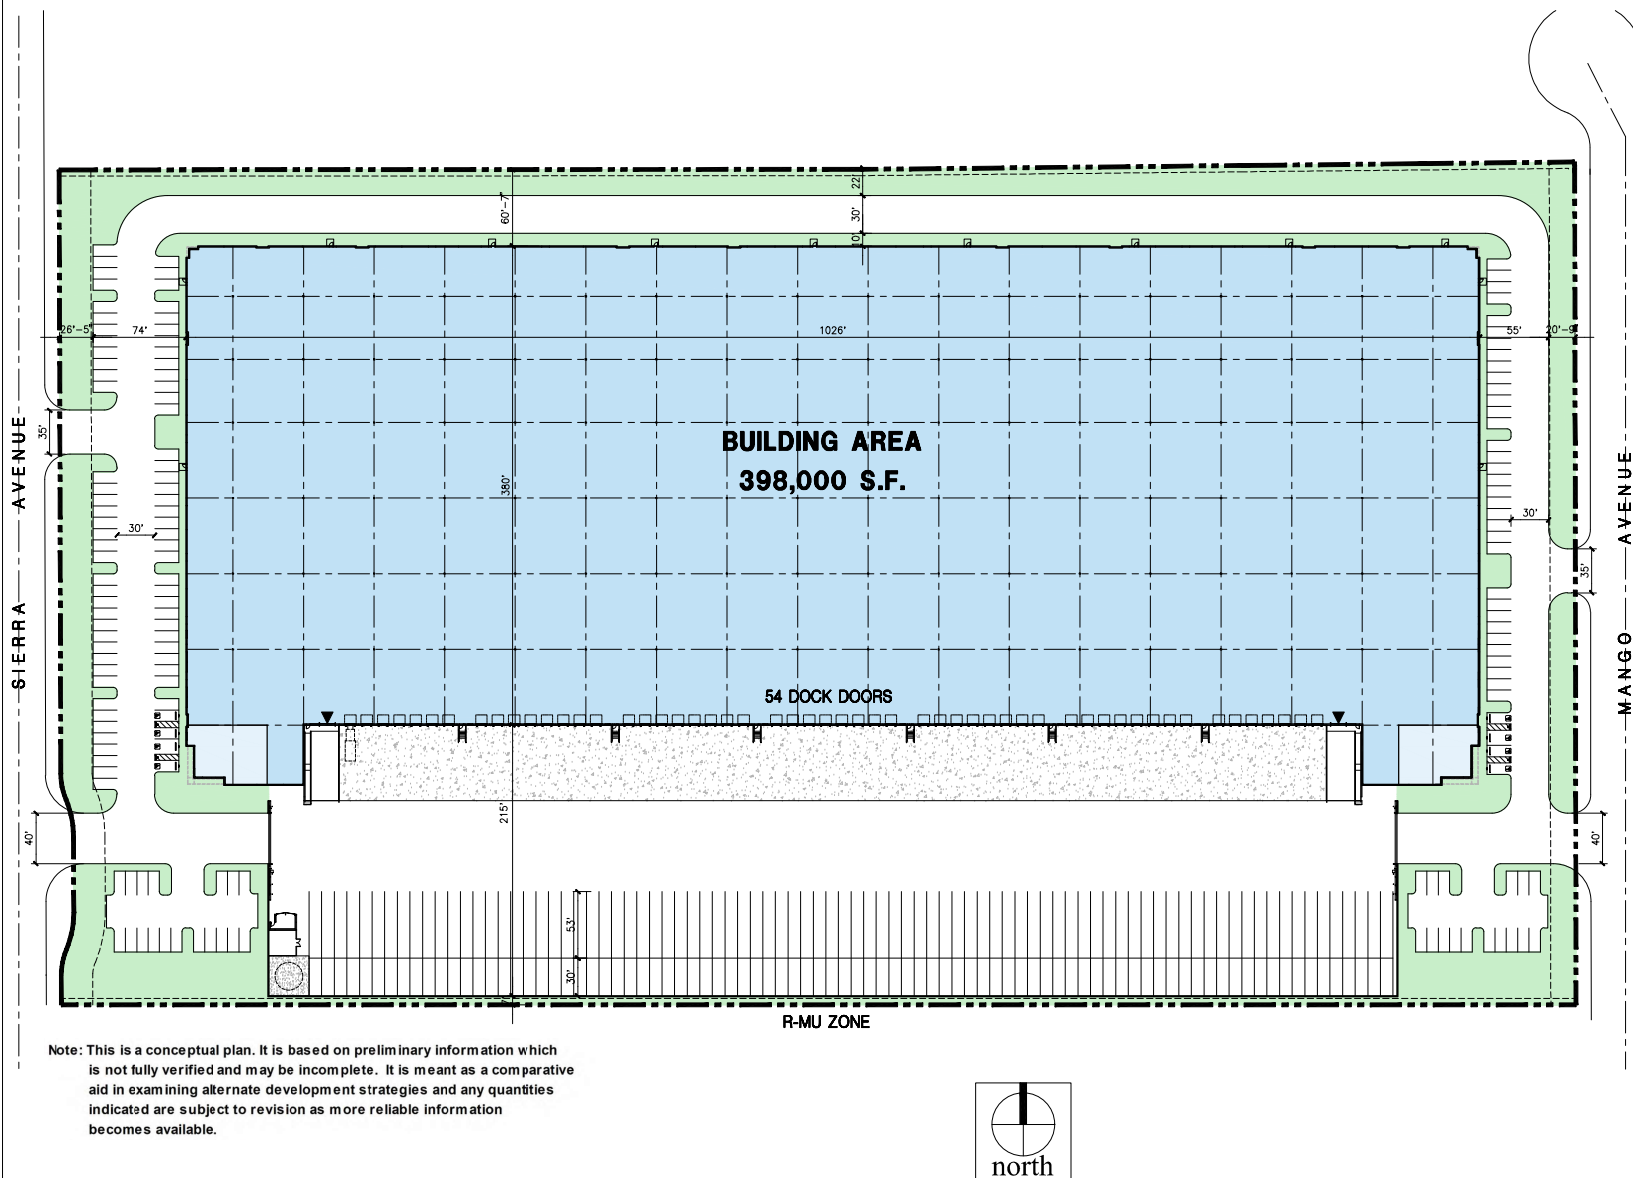 22'
60'-7"
30'
10'
26'-5"
74'
1026'
55'
20'-9"
SIERRA AVENUE
35'
BUILDING AREA
398,000 S.F.
380'
MANGO AVENUE
30'
30'
35'
54 DOCK DOORS
215'
40'
40'
53'
30'
R-MU ZONE
Note: This is a conceptual plan. It is based on preliminary information which
is not fully verified and may be incomplete. It is meant as a comparative
aid in examining alternate development strategies and any quantities
indicated are subject to revision as more reliable information
becomes available.
north